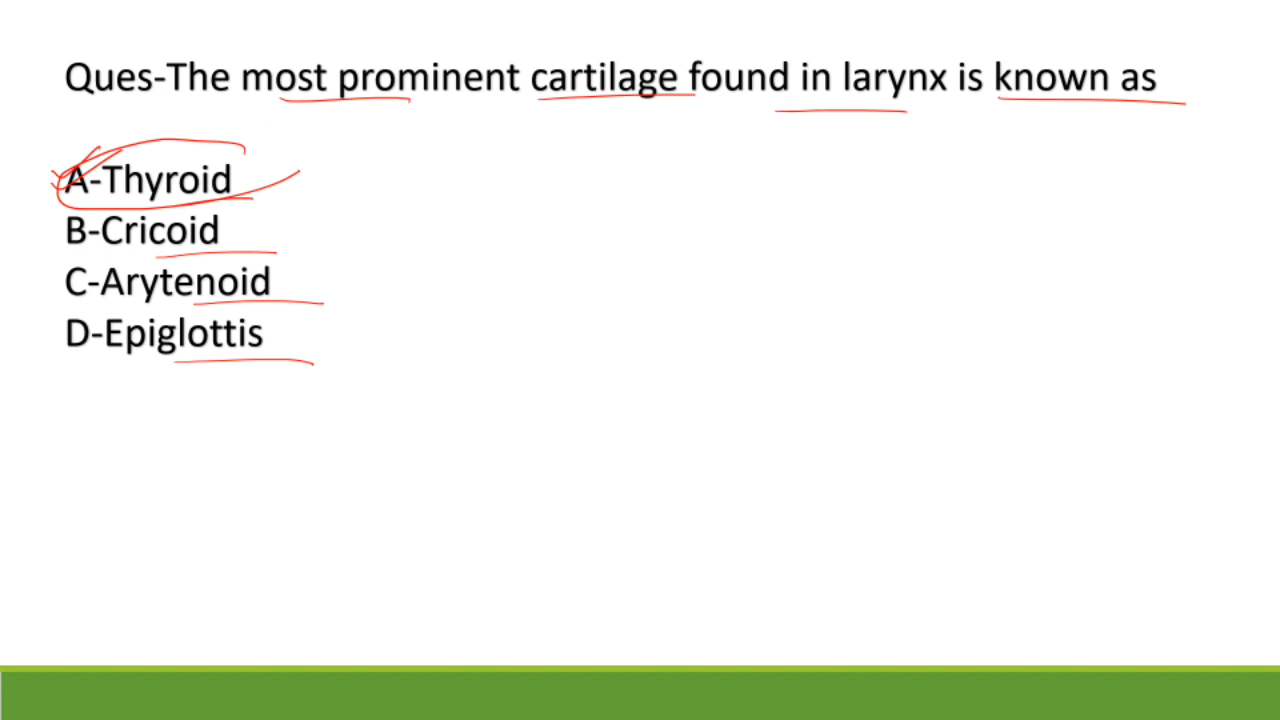 Ques-The most prominent cartilage found in larynx is known as
A-Thyroid
B-Cricoid
C-Arytenoid
D-Epiglottis